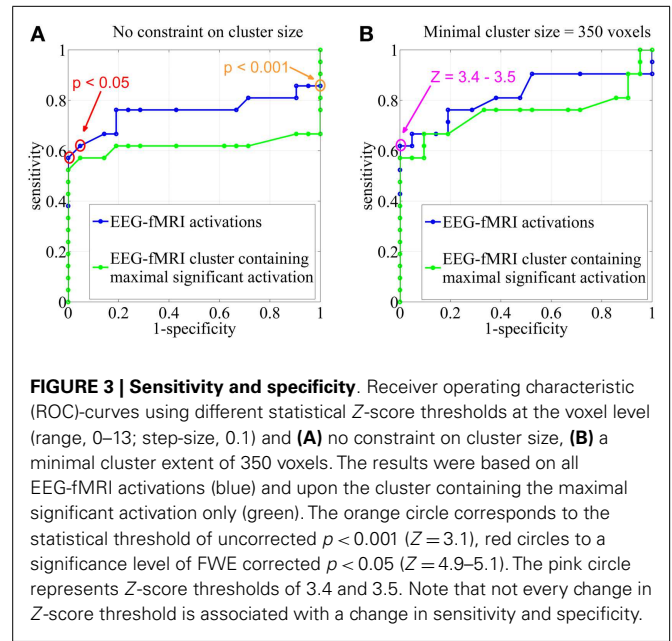 A No constraint on cluster size
B Minimal cluster size = 350 voxels
1
0.8
0.6
0.4
0.2
0
sensitivity
p < 0.05
p < 0.001
EEG-fMRI activations
EEG-fMRI cluster containing
maximal significant activation
0 0.2 0.4 0.6 0.8 1
1-specificity
1
0.8
0.6
0.4
0.2
0
sensitivity
Z = 3.4 - 3.5
EEG-fMRI activations
EEG-fMRI cluster containing
maximal significant activation
0 0.2 0.4 0.6 0.8 1
1-specificity
FIGURE 3 | Sensitivity and specificity. Receiver operating characteristic
(ROC)-curves using different statistical Z-score thresholds at the voxel level
(range, 0–13; step-size, 0.1) and (A) no constraint on cluster size, (B) a
minimal cluster extent of 350 voxels. The results were based on all
EEG-fMRI activations (blue) and upon the cluster containing the maximal
significant activation only (green). The orange circle corresponds to the
statistical threshold of uncorrected p < 0.001 (Z = 3.1), red circles to a
significance level of FWE corrected p < 0.05 (Z = 4.9–5.1). The pink circle
represents Z-score thresholds of 3.4 and 3.5. Note that not every change in
Z-score threshold is associated with a change in sensitivity and specificity.